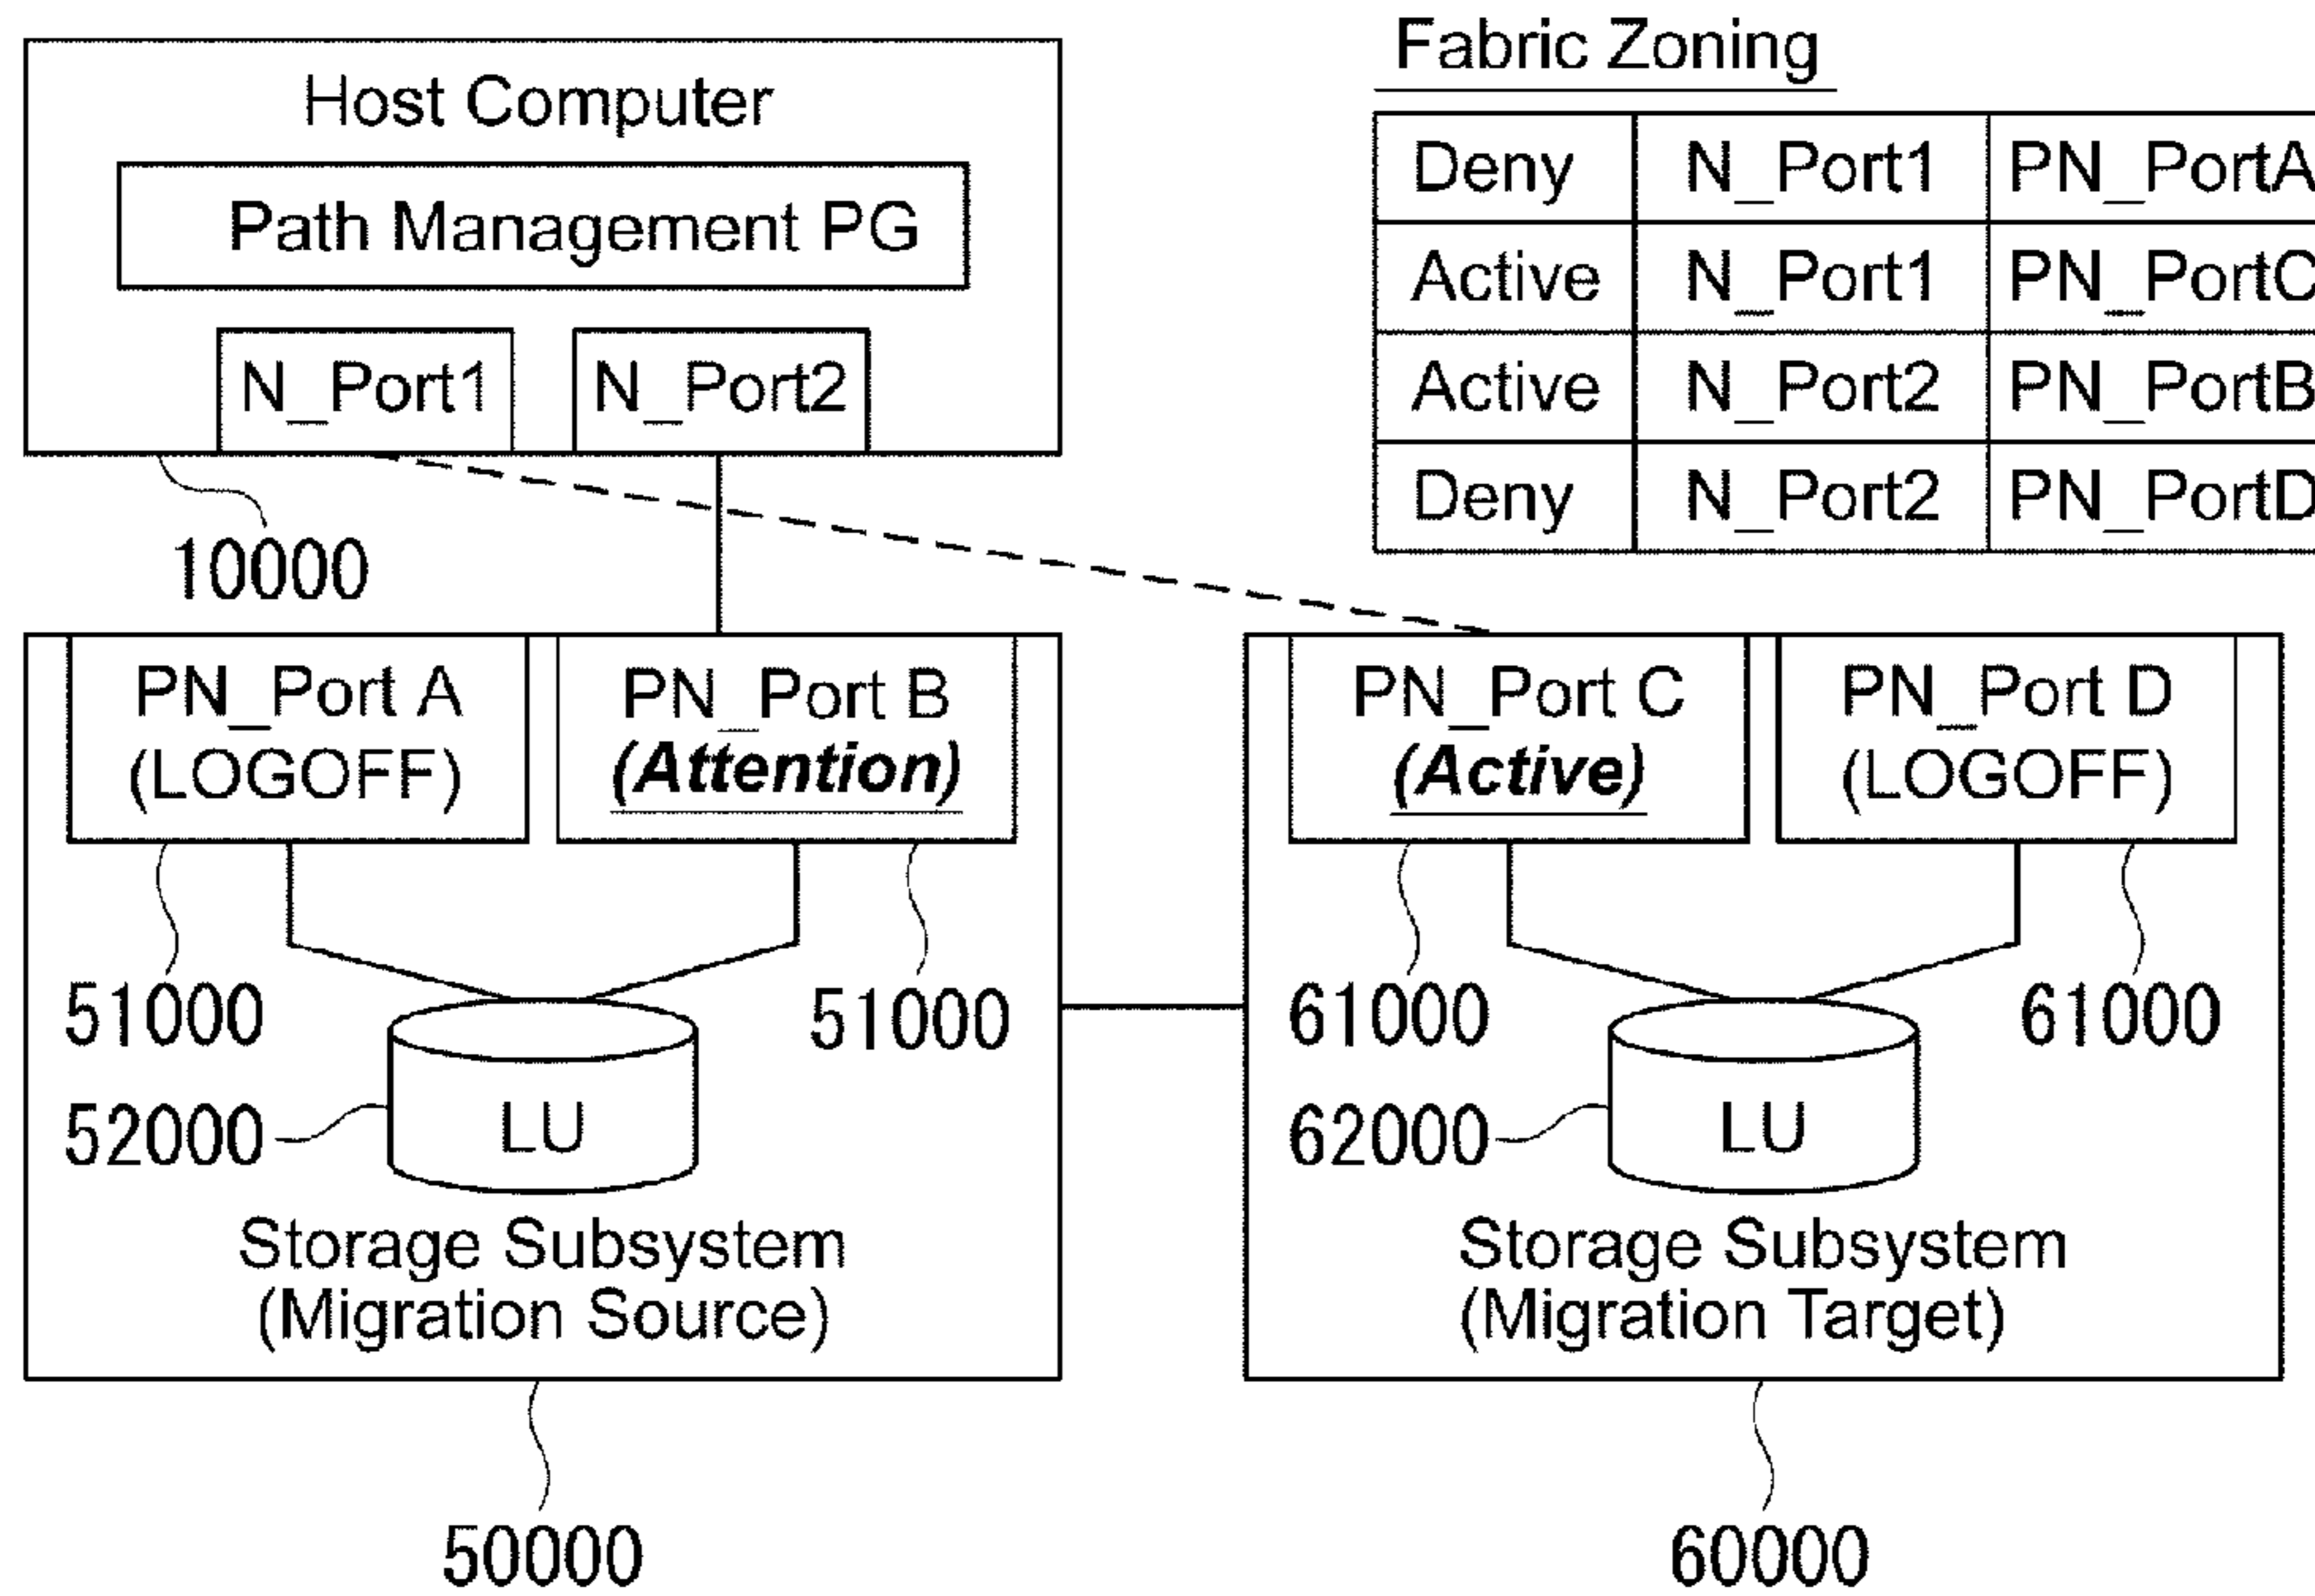 Host Computer
Path Management PG
N_Port1
N_Port2
10000
Fabric Zoning
Deny N_Port1 PN_PortA
Active N_Port1 PN_PortC
Active N_Port2 PN_PortB
Deny N_Port2 PN_PortD
PN_Port A
(LOGOFF)
PN_Port B
(Attention)
51000
51000
52000
LU
Storage Subsystem
(Migration Source)
50000
PN_Port C
(Active)
PN_Port D
(LOGOFF)
61000
61000
62000
LU
Storage Subsystem
(Migration Target)
60000